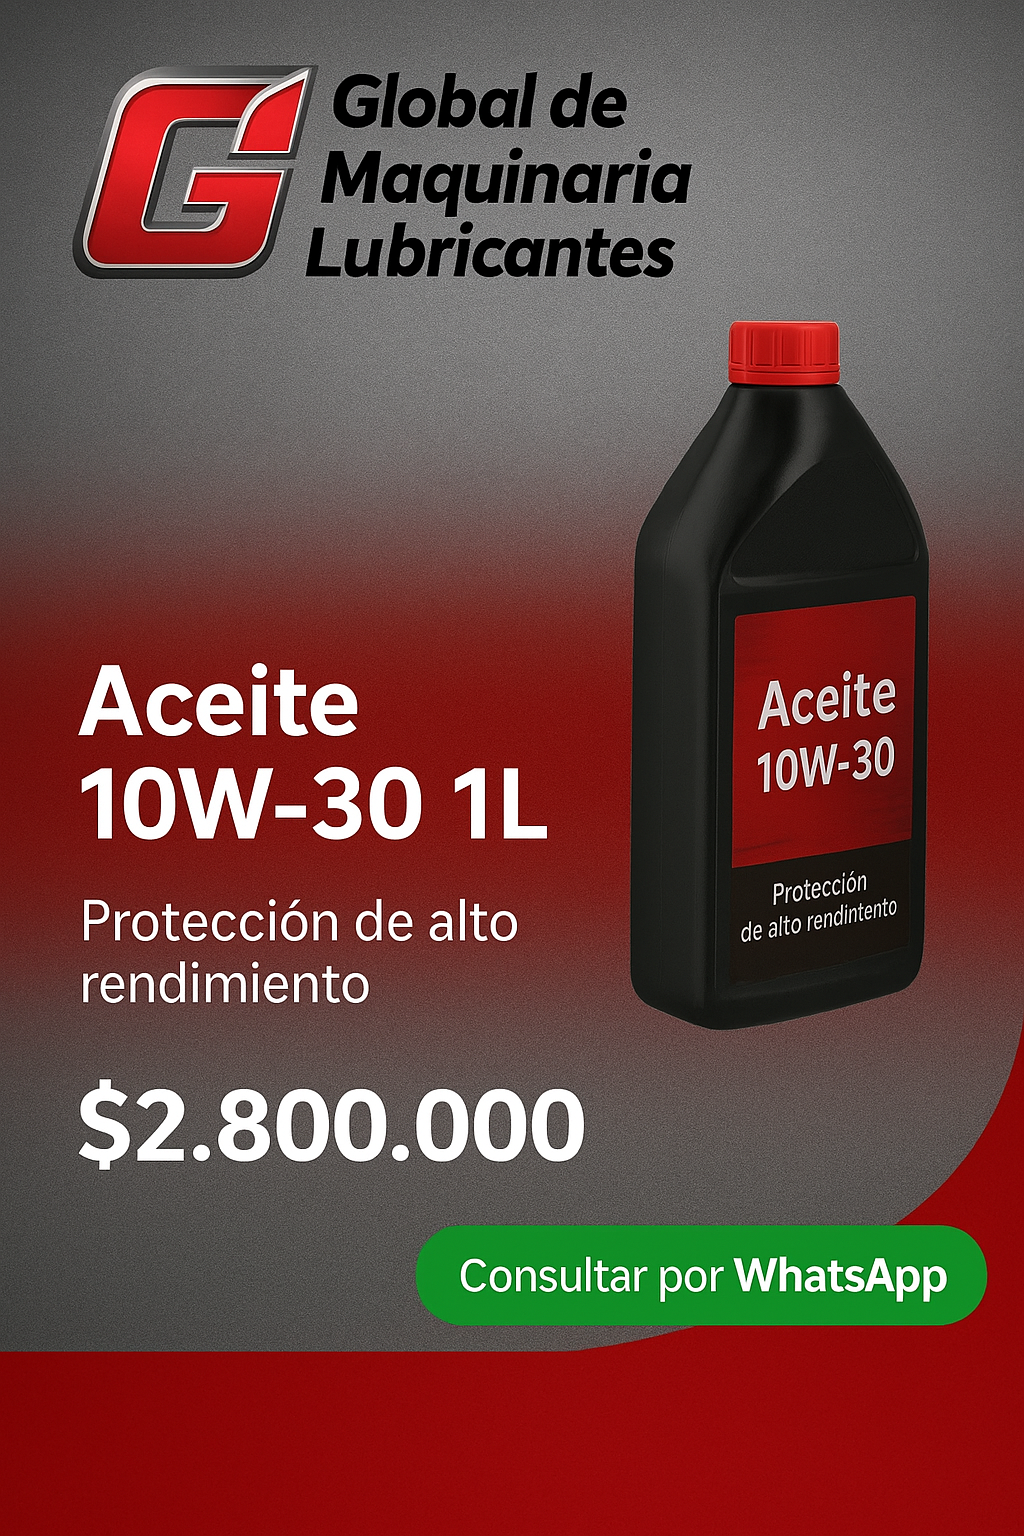 Global de
Maquinaria
Lubricantes
Aceite
10W-30 1L
Protección de alto
rendimiento
$2.800.000
Aceite
10W-30
Protección
de alto rendintento
Consultar por WhatsApp